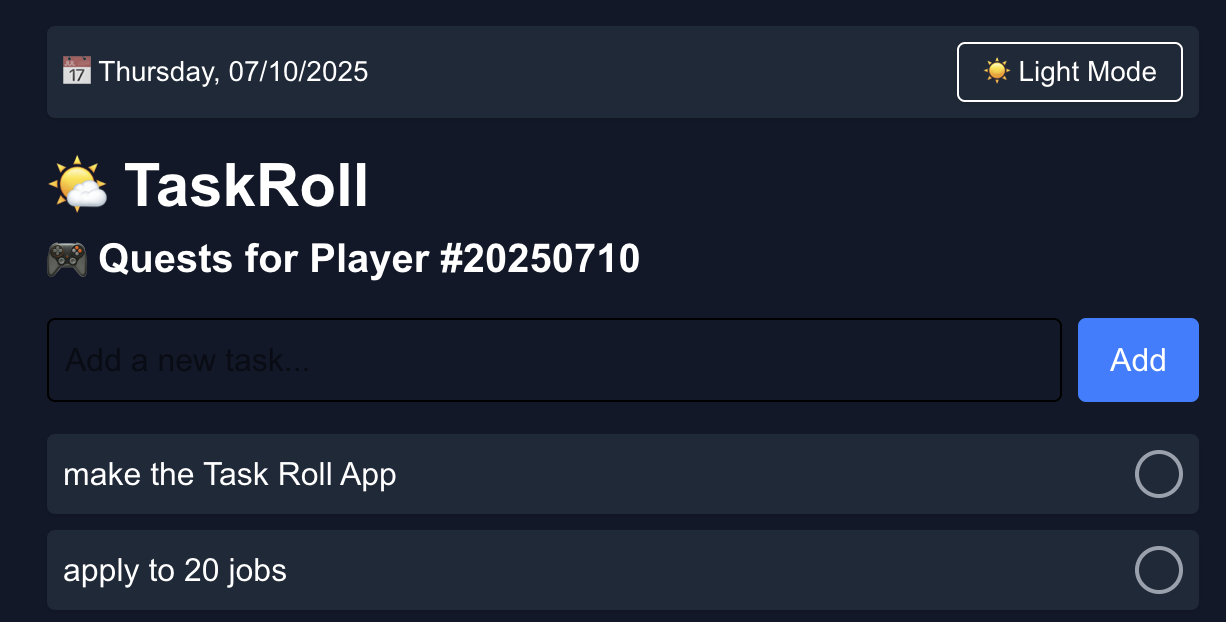 📅 Thursday, 07/10/2025
☀️ Light Mode
🌤️ TaskRoll
🎮 Quests for Player #20250710
Add a new task...
Add
make the Task Roll App
apply to 20 jobs